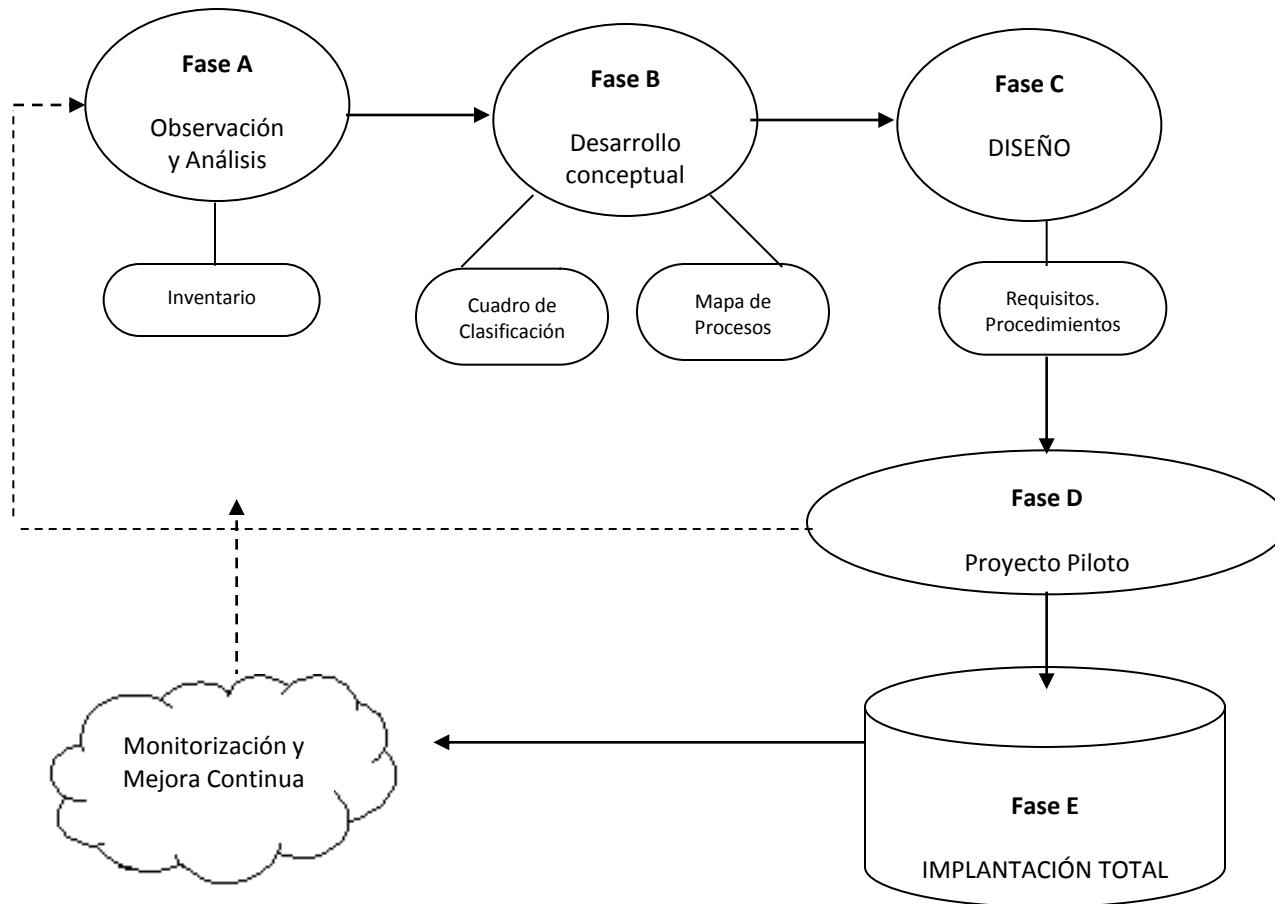 Fase A
Observación
y Análisis
Fase B
Desarrollo
conceptual
Fase C
DISEÑO
Inventario
Cuadro de
Clasificación
Mapa de
Procesos
Requisitos.
Procedimientos
Fase D
Proyecto Piloto
Monitorización y
Mejora Continua
Fase E
IMPLANTACIÓN TOTAL